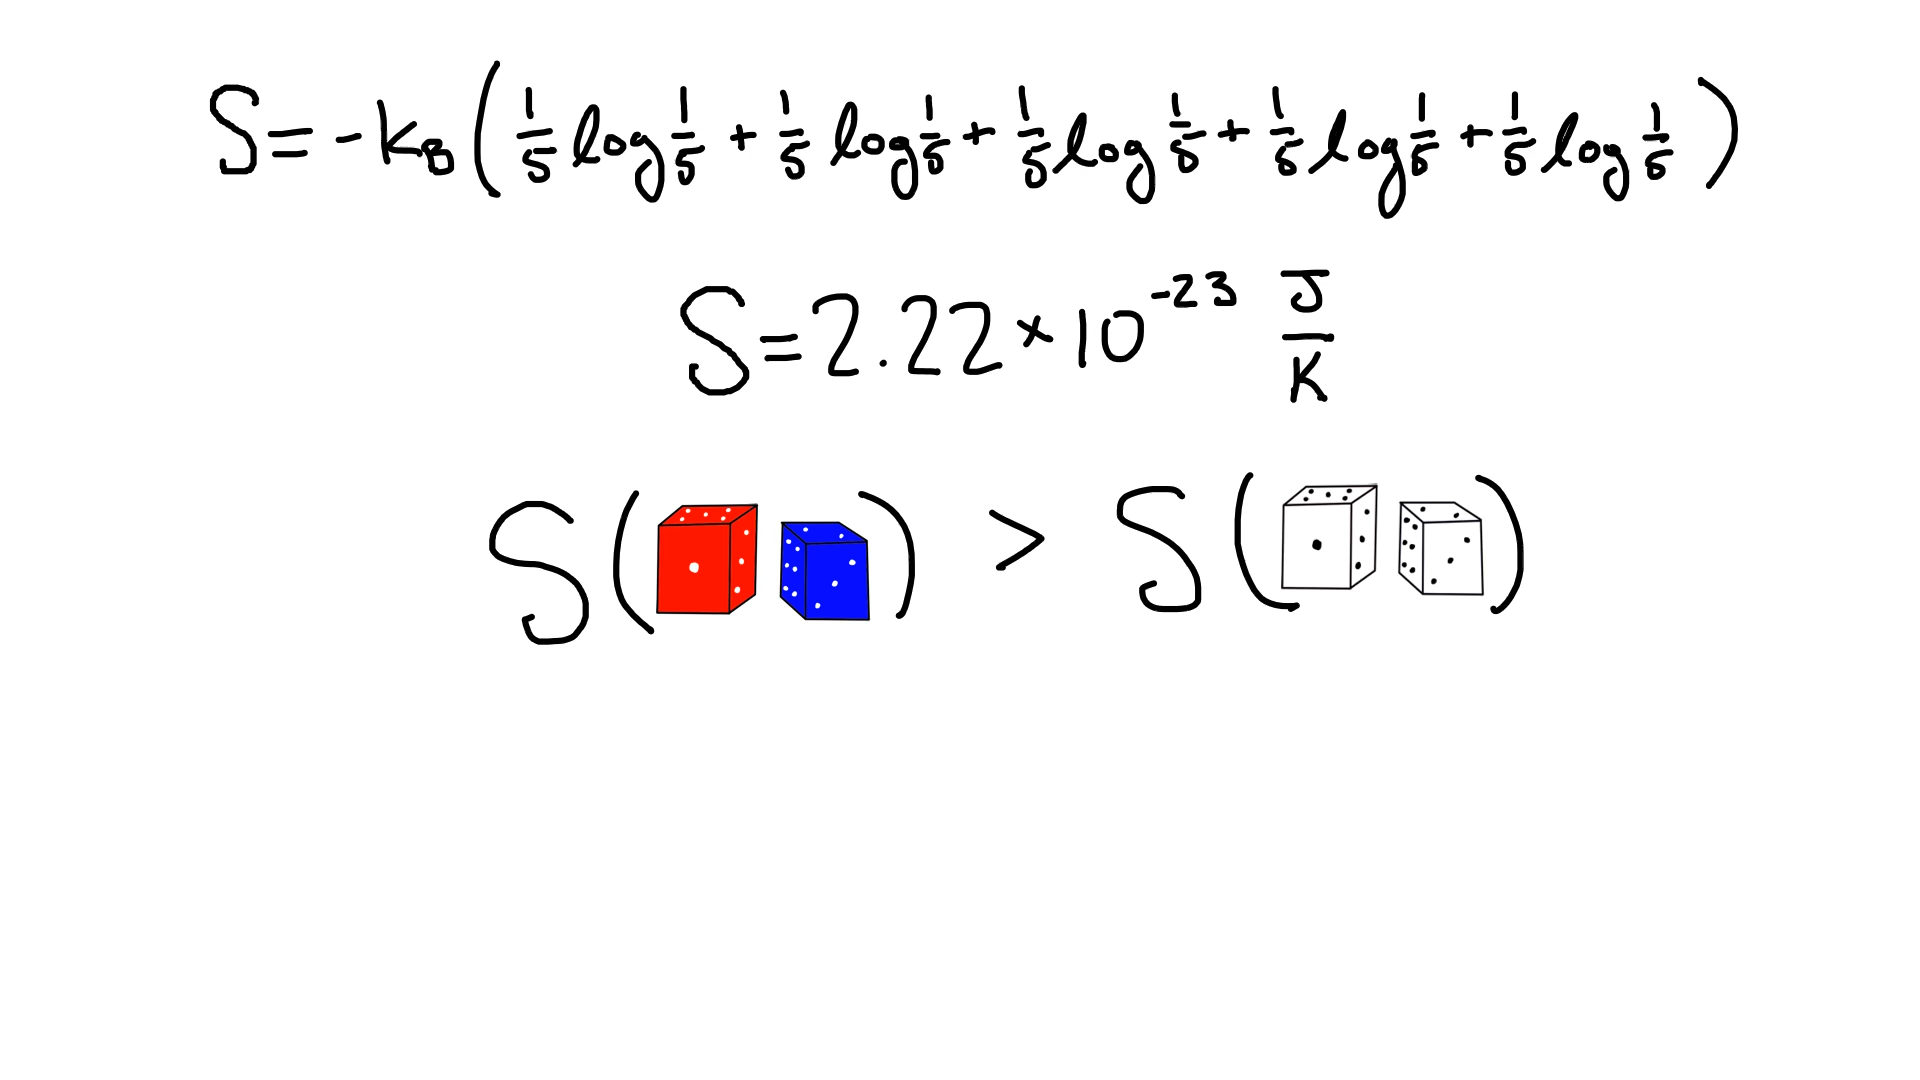 S = -k_B ( 1/5 log 1/5 + 1/5 log 1/5 + 1/5 log 1/5 + 1/5 log 1/5 + 1/5 log 1/5 )
S = 2.22 × 10^-23 J/K
S ( ) > S ( )